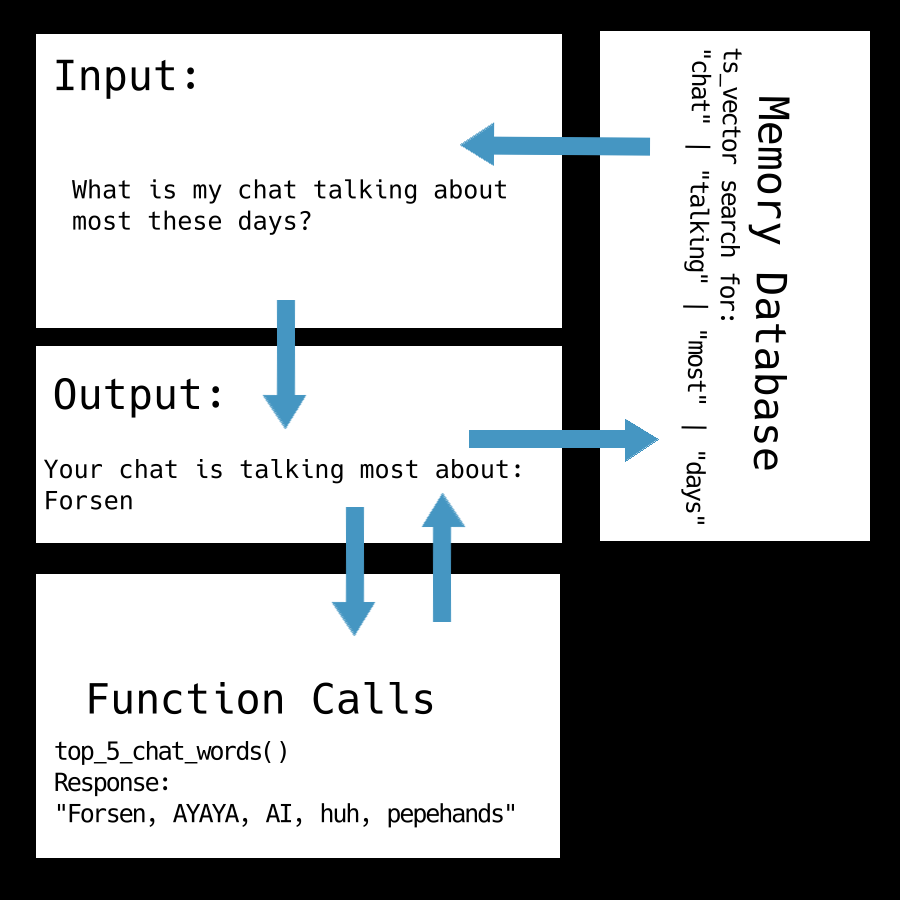 Input:
What is my chat talking about
most these days?
Output:
Your chat is talking most about:
Forsen
Function Calls
top_5_chat_words()
Response:
"Forsen, AYAYA, AI, huh, pepehands"
Memory Database
ts_vector search for:
"chat" | "talking" | "most" | "days"